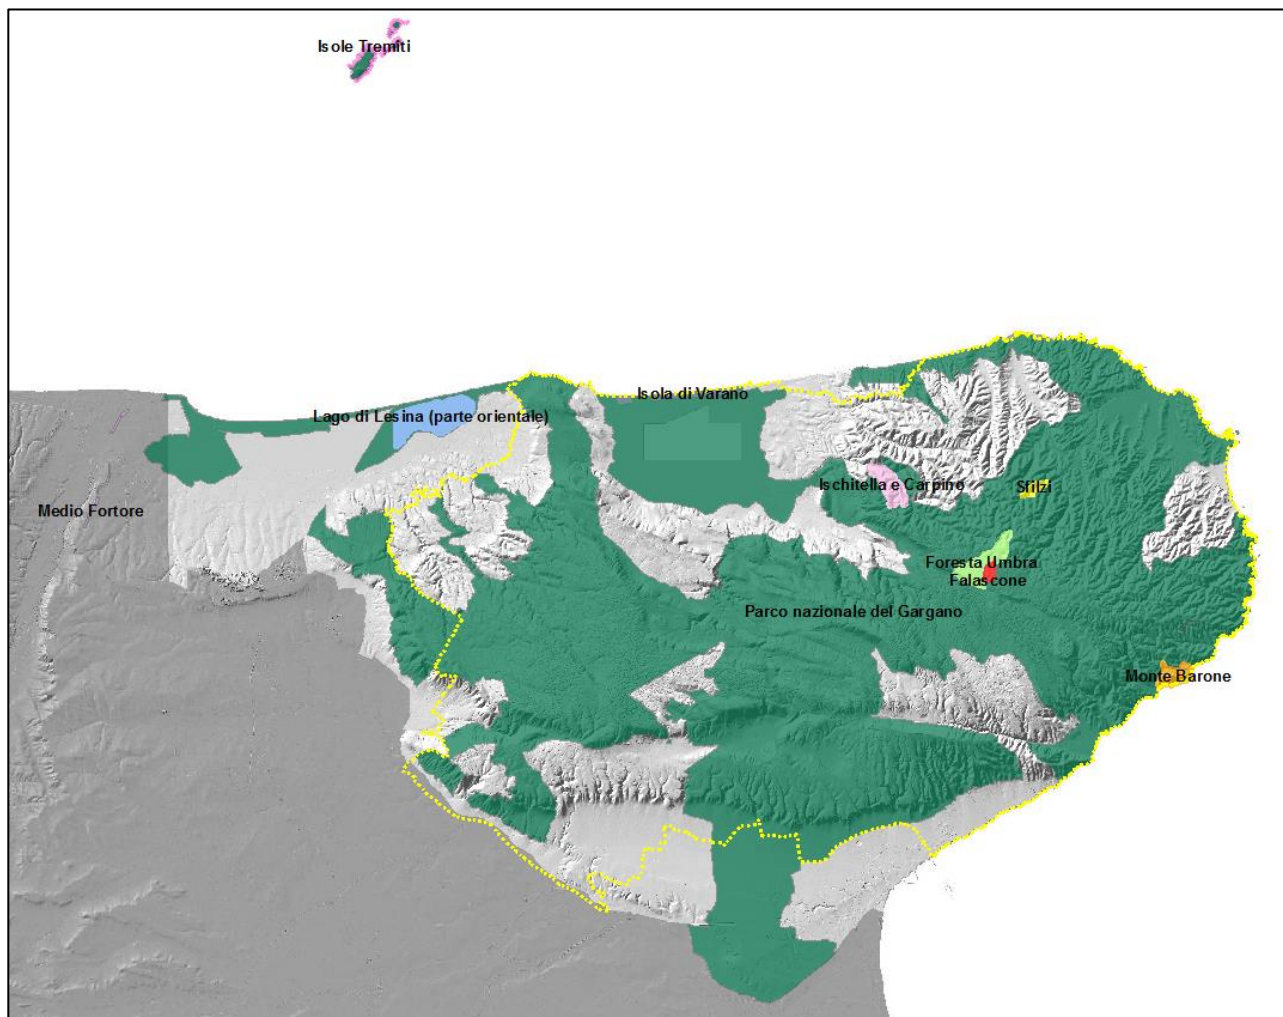 Isole Tremiti
Isola di Varano
Lago di Lesina (parte orientale)
Ischitella e Carpino
Sfilzi
Medio Fortore
Foresta Umbra
Falascone
Parco nazionale del Gargano
Monte Barone